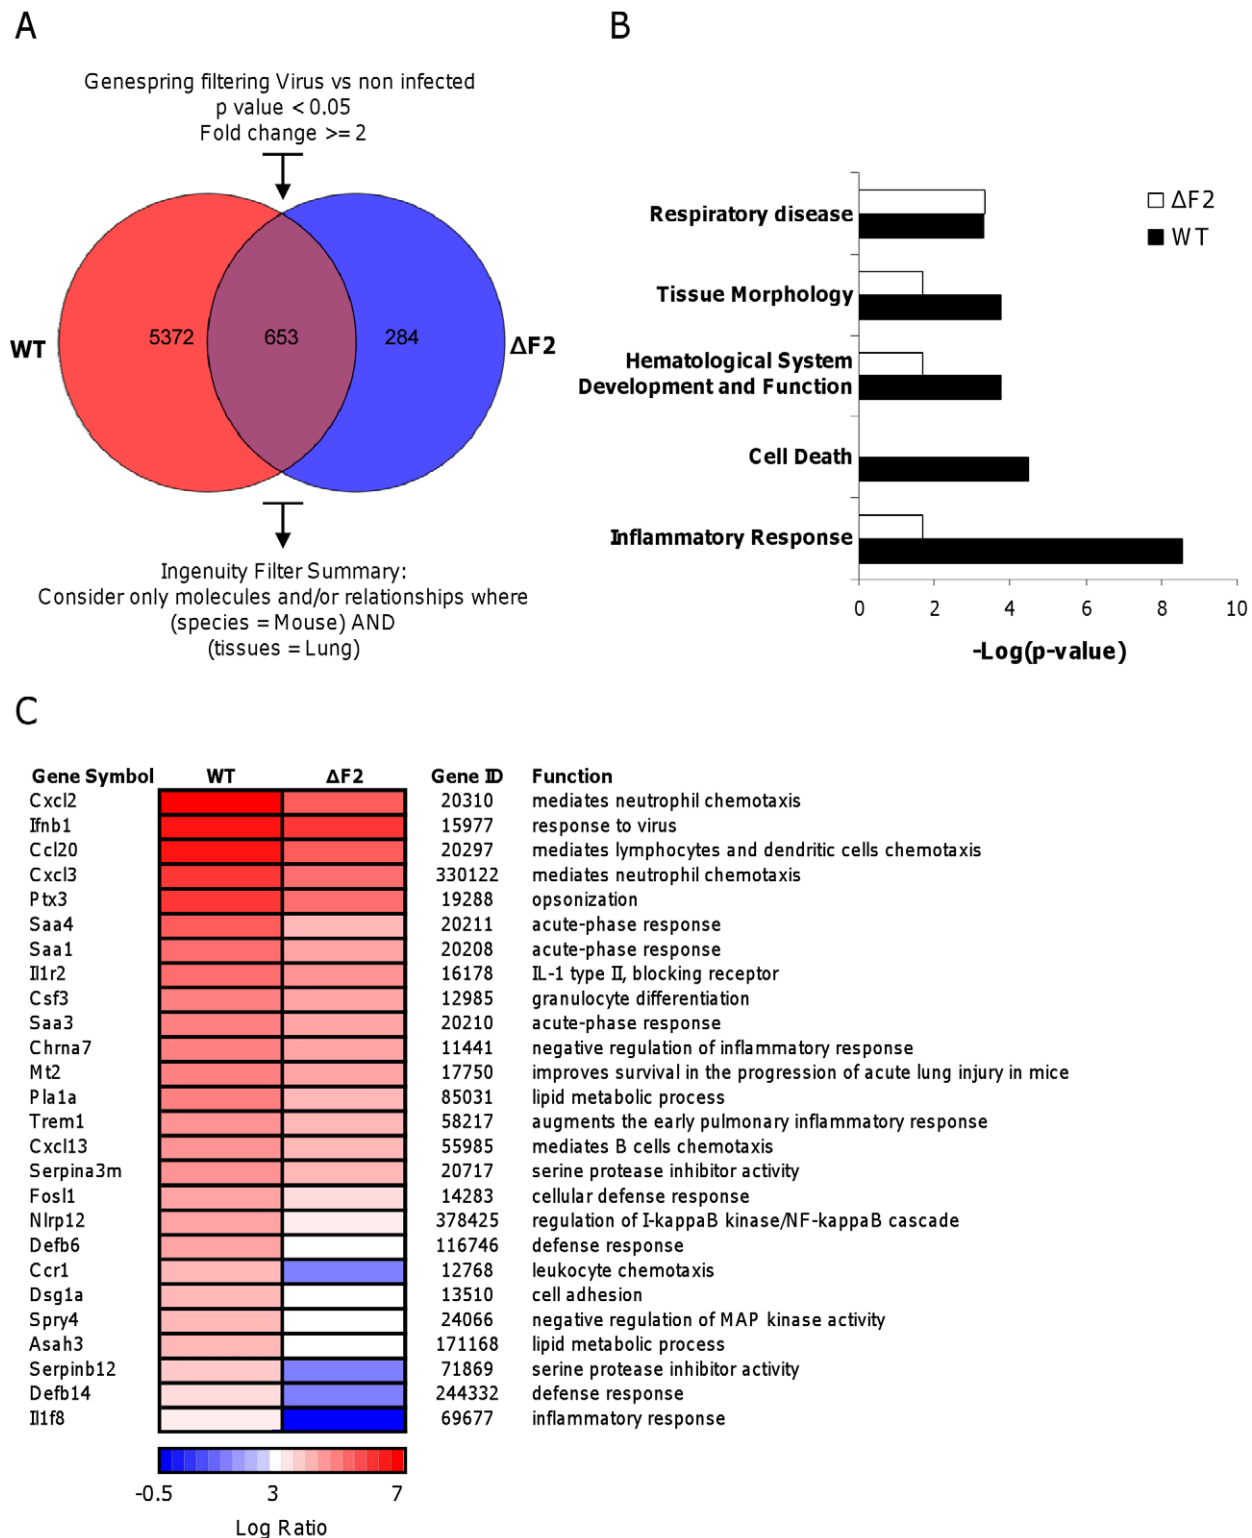 A
Genespring filtering Virus vs non infected
p value < 0.05
Fold change >= 2
WT
5372
653
284
ΔF2
Ingenuity Filter Summary:
Consider only molecules and/or relationships where
(species = Mouse) AND
(tissues = Lung)
B
ΔF2
WT
Respiratory disease
Tissue Morphology
Hematological System
Development and Function
Cell Death
Inflammatory Response
0 2 4 6 8 10
-Log(p-value)
C
Gene Symbol WT ΔF2 Gene ID Function
Cxcl2 20310 mediates neutrophil chemotaxis
Ifnb1 15977 response to virus
Ccl20 20297 mediates lymphocytes and dendritic cells chemotaxis
Cxcl3 330122 mediates neutrophil chemotaxis
Ptx3 19288 opsonization
Saa4 20211 acute-phase response
Saa1 20208 acute-phase response
Il1r2 16178 IL-1 type II, blocking receptor
Csf3 12985 granulocyte differentiation
Saa3 20210 acute-phase response
Chrna7 11441 negative regulation of inflammatory response
Mt2 17750 improves survival in the progression of acute lung injury in mice
Pla1a 85031 lipid metabolic process
Trem1 58217 augments the early pulmonary inflammatory response
Cxcl13 55985 mediates B cells chemotaxis
Serpina3m 20717 serine protease inhibitor activity
Fosl1 14283 cellular defense response
Nlrp12 378425 regulation of I-kappaB kinase/NF-kappaB cascade
Defb6 116746 defense response
Ccr1 12768 leukocyte chemotaxis
Dsg1a 13510 cell adhesion
Spry4 24066 negative regulation of MAP kinase activity
Asah3 171168 lipid metabolic process
Serpinb12 71869 serine protease inhibitor activity
Defb14 244332 defense response
Il1f8 69677 inflammatory response
-0.5 3 7
Log Ratio